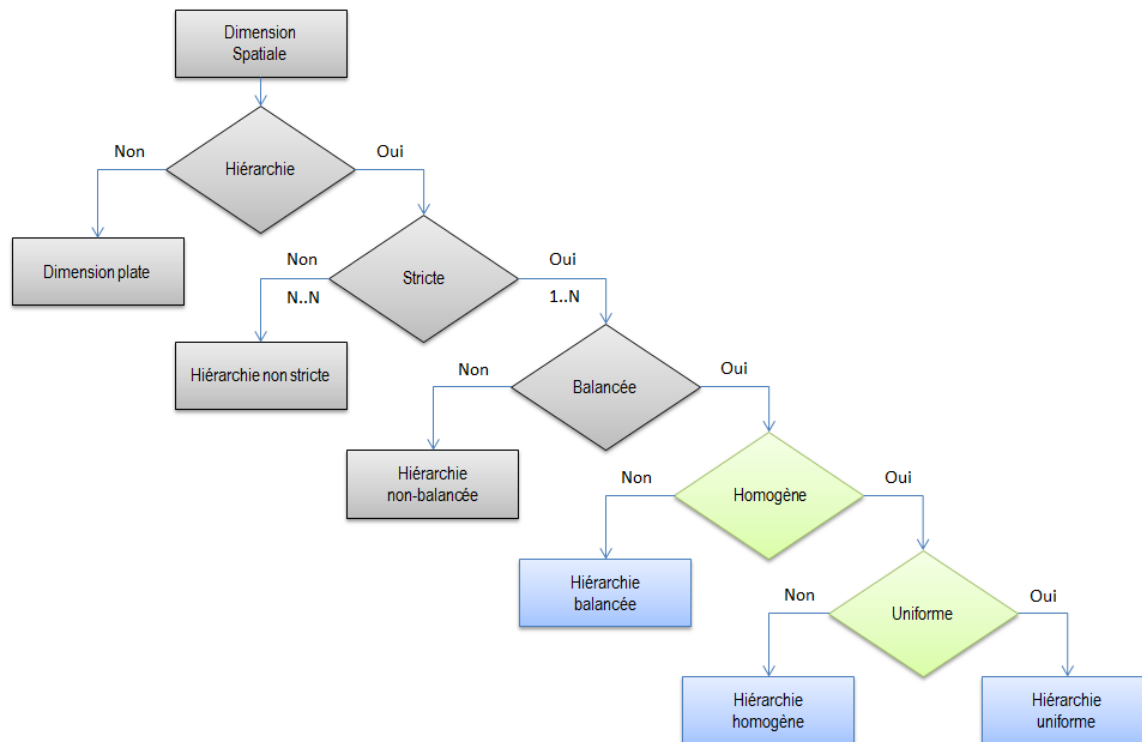 Dimension
Spatiale
Non
Oui
Hiérarchie
Dimension plate
Non
Oui
Stricte
N..N
1..N
Hiérarchie non stricte
Non
Oui
Balancée
Hiérarchie
non-balancée
Non
Oui
Homogène
Hiérarchie
balancée
Non
Oui
Uniforme
Hiérarchie
homogène
Hiérarchie
uniforme